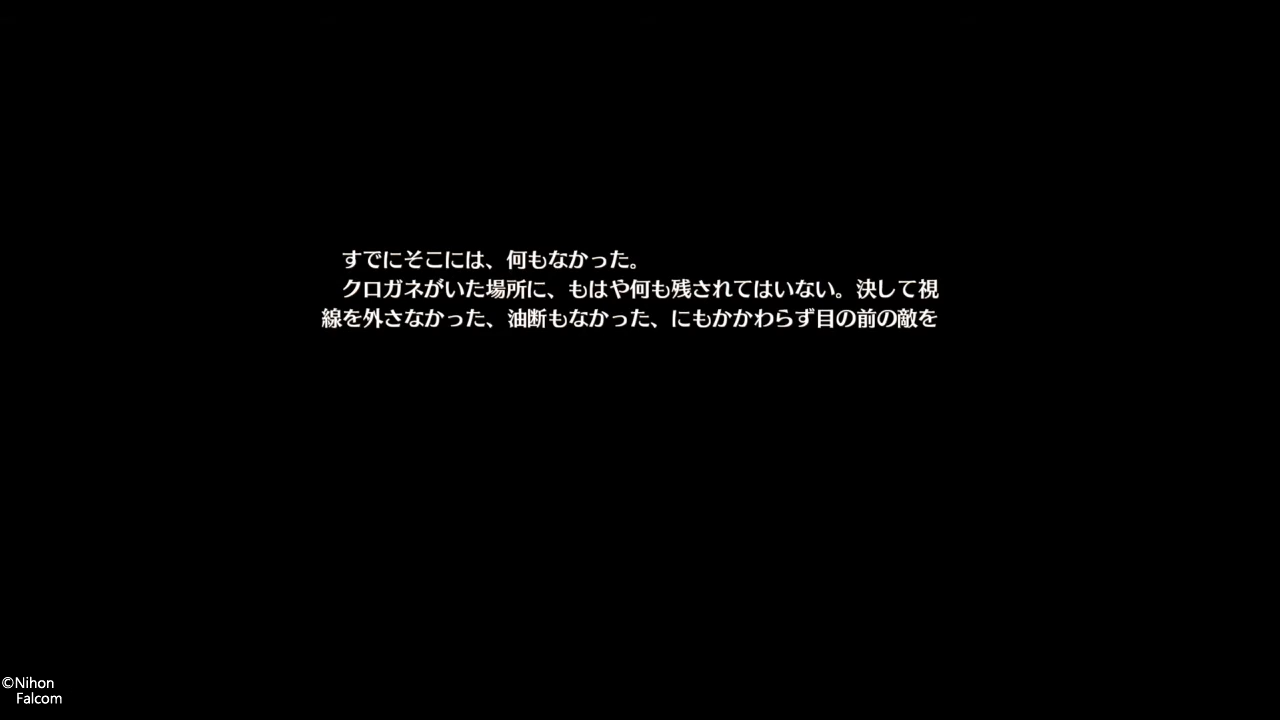 すでにそこには、何もなかった。
　クロガネがいた場所に、もはや何も残されてはいない。決して視
線を外さなかった、油断もなかった、にもかかわらず目の前の敵を
©Nihon
Falcom